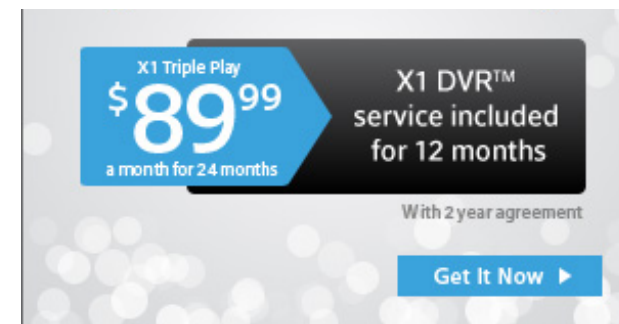 X1 Triple Play
$89.99
a month for 24 months
X1 DVR™
service included
for 12 months
With 2 year agreement
Get It Now